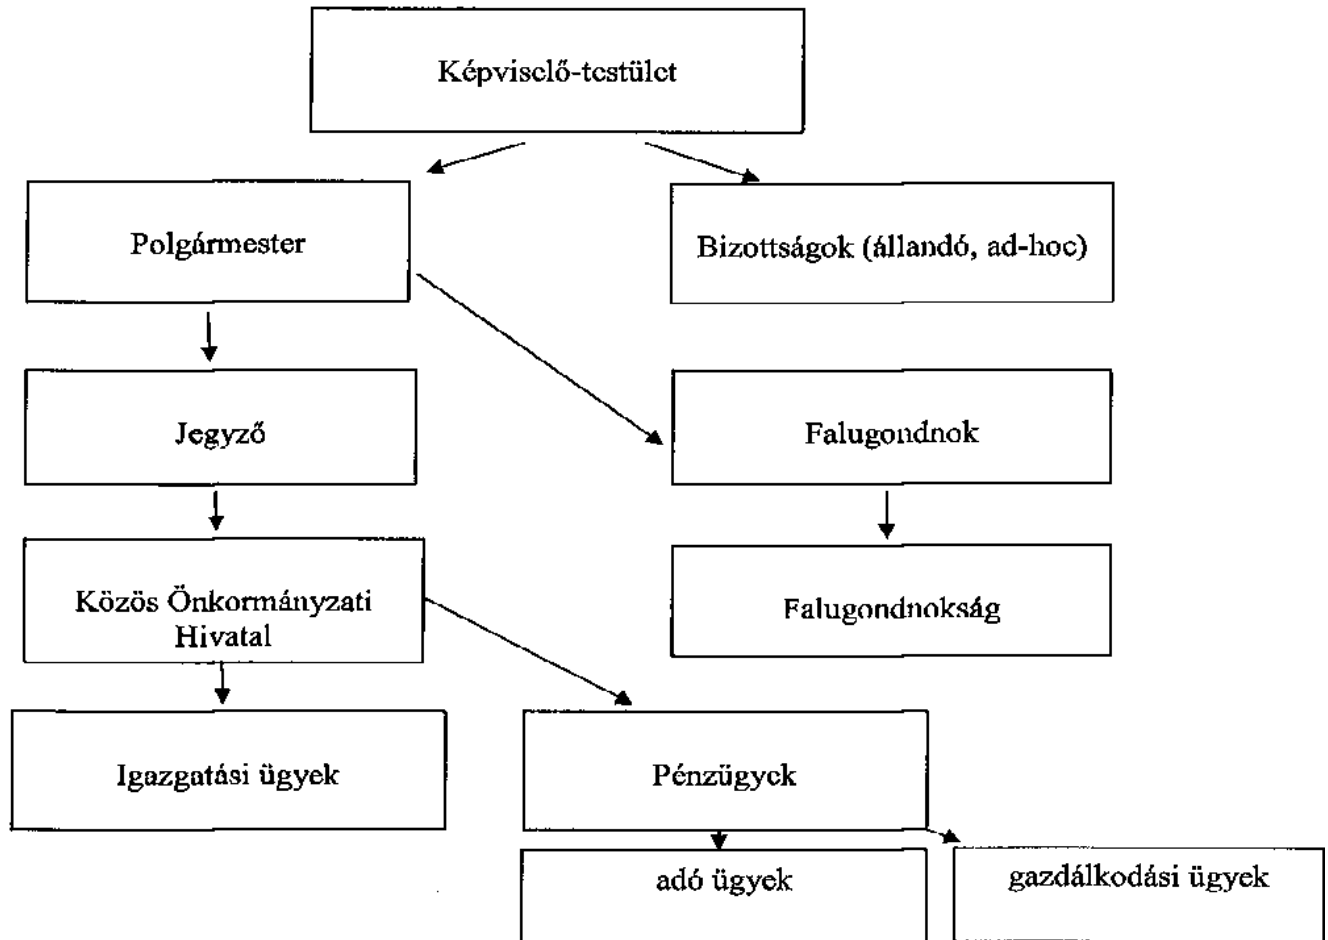 Képviselő-testület
Polgármester
Bizottságok (állandó, ad-hoc)
Jegyző
Falugondnok
Közös Önkormányzati
Hivatal
Falugondnokság
Igazgatási ügyek
Pénzügyek
adó ügyek
gazdálkodási ügyek